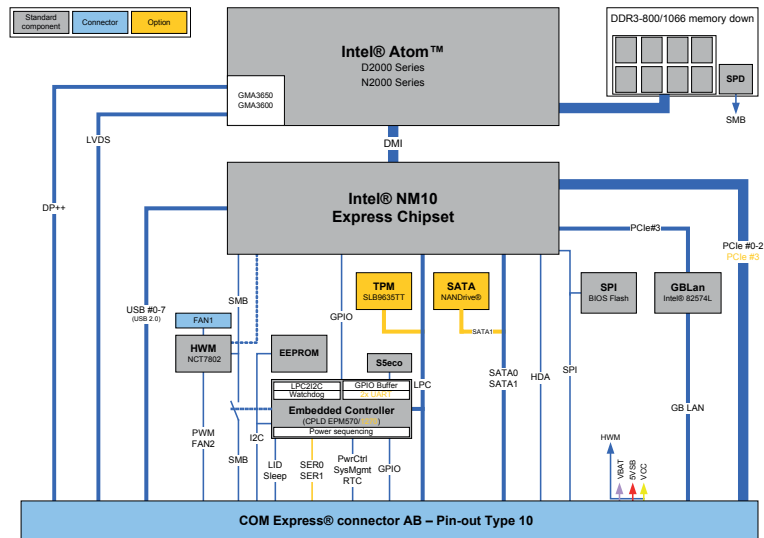 Standard
component
Connector
Option
Intel® Atom™
D2000 Series
N2000 Series
GMA3650
GMA3600
DDR3-800/1066 memory down
SPD
SMB
LVDS
DMI
DP++
Intel® NM10
Express Chipset
PCIe#3
PCIe #0-2
PCIe #3
USB #0-7
(USB 2.0)
SMB
GPIO
TPM
SLB9635TT
SATA
NANDrive®
SPI
BIOS Flash
GBLan
Intel® 82574L
FAN1
HWM
NCT7802
EEPROM
S5eco
SATA1
LPC
SATA0
SATA1
HDA
SPI
LPC2I2C
GPIO Buffer
Watchdog
2x UART
Embedded Controller
(CPLD EPM570/
Power sequencing
GB LAN
PWM
FAN2
SMB
I2C
LID
Sleep
SER0
SER1
PwrCtrl
SysMgmt
RTC
GPIO
HWM
VBAT
5VSB
VCC
COM Express® connector AB – Pin-out Type 10